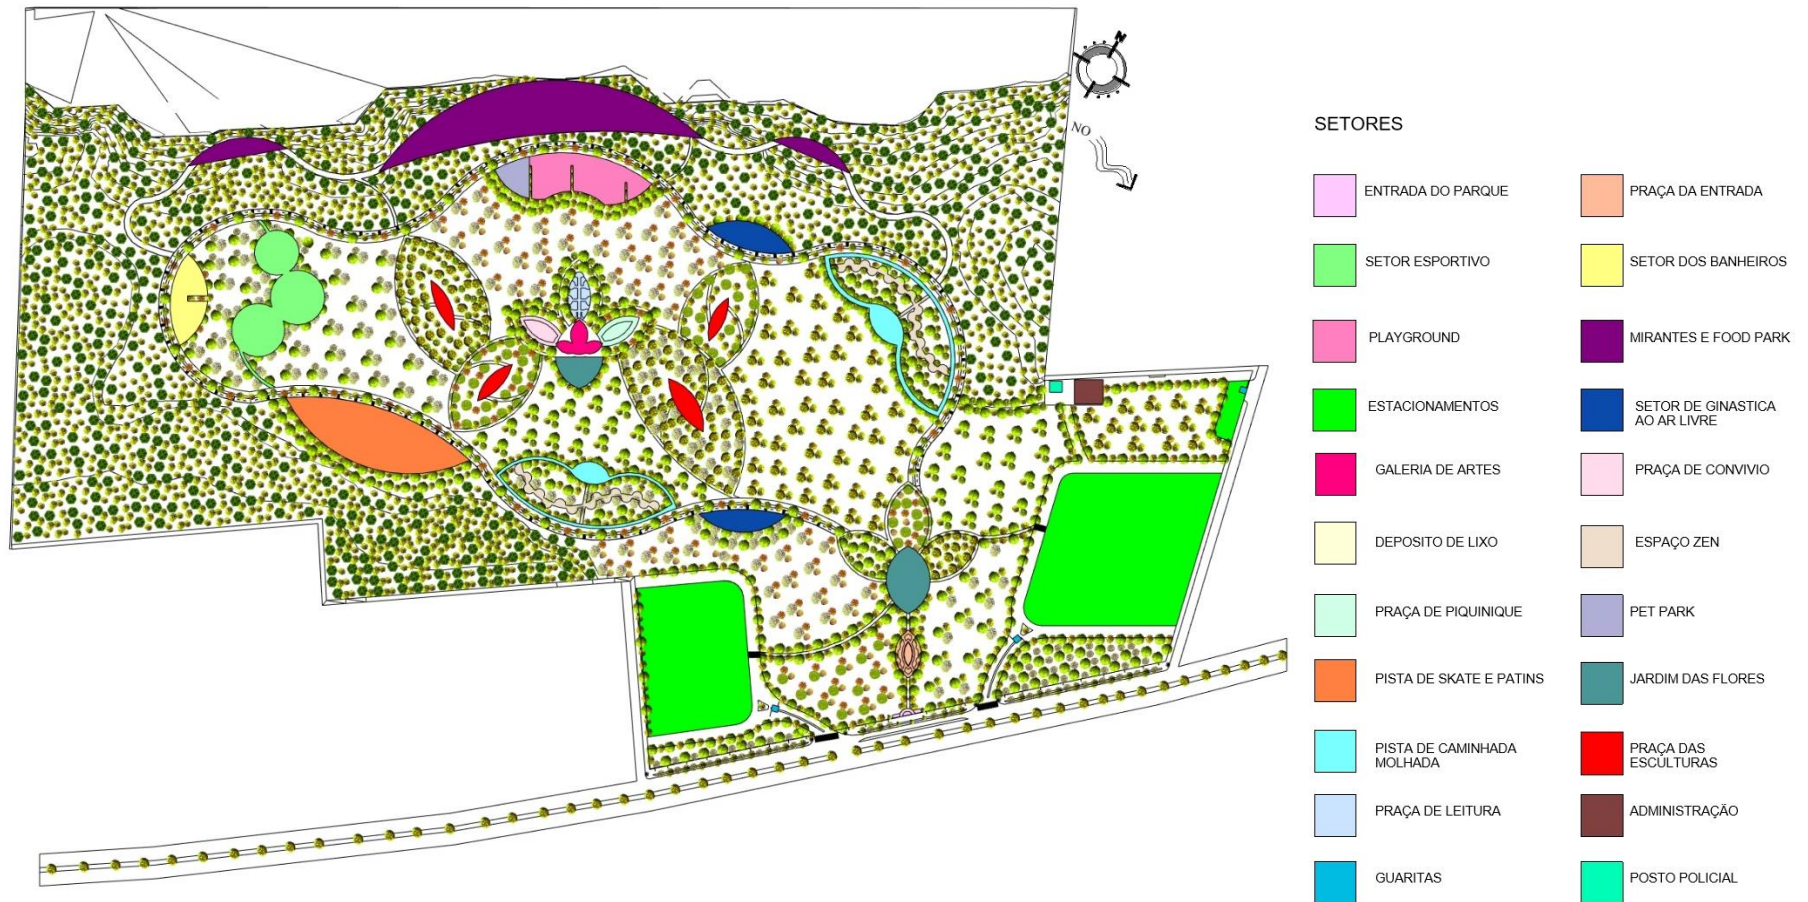 N
NO
SETORES
ENTRADA DO PARQUE
PRAÇA DA ENTRADA
SETOR ESPORTIVO
SETOR DOS BANHEIROS
PLAYGROUND
MIRANTES E FOOD PARK
ESTACIONAMENTOS
SETOR DE GINASTICA
AO AR LIVRE
GALERIA DE ARTES
PRAÇA DE CONVIVIO
DEPOSITO DE LIXO
ESPAÇO ZEN
PRAÇA DE PIQUINIQUE
PET PARK
PISTA DE SKATE E PATINS
JARDIM DAS FLORES
PISTA DE CAMINHADA
MOLHADA
PRAÇA DAS
ESCULTURAS
PRAÇA DE LEITURA
ADMINISTRAÇÃO
GUARITAS
POSTO POLICIAL